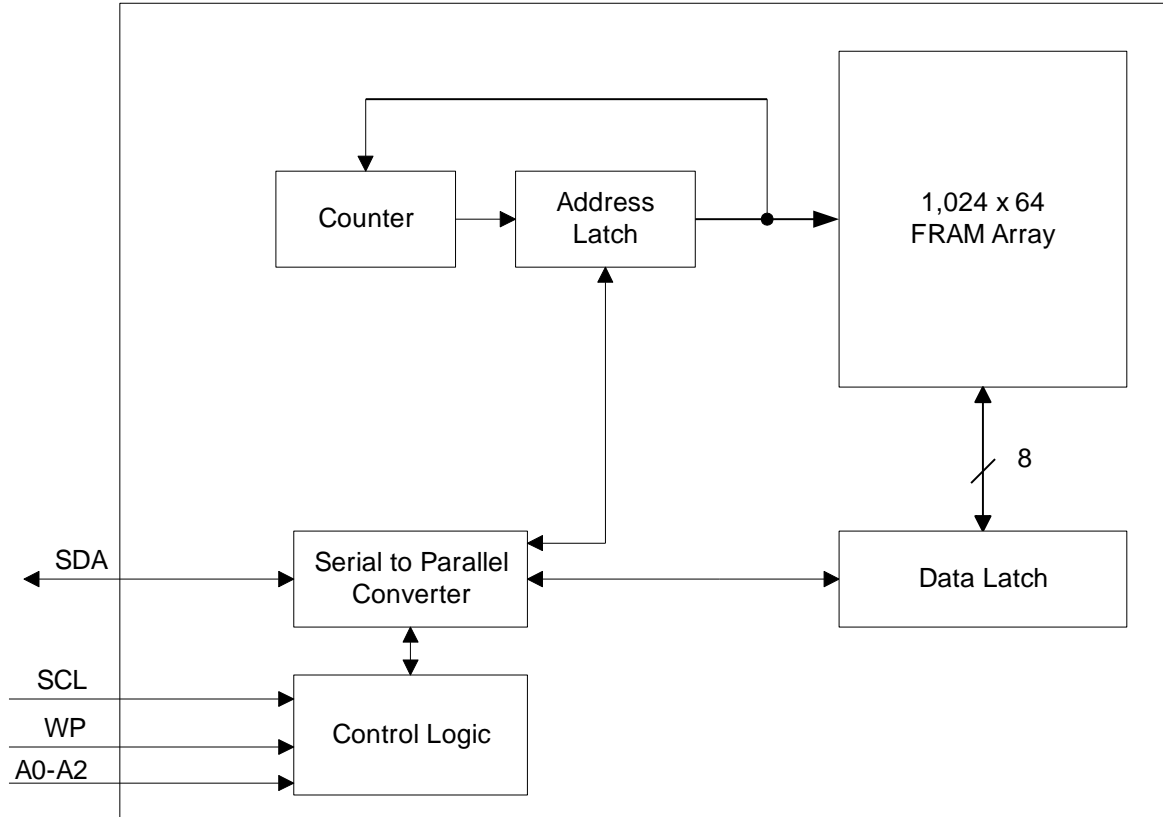 Counter
Address
Latch
1,024 x 64
FRAM Array
8
SDA
Serial to Parallel
Converter
Data Latch
SCL
WP
A0-A2
Control Logic